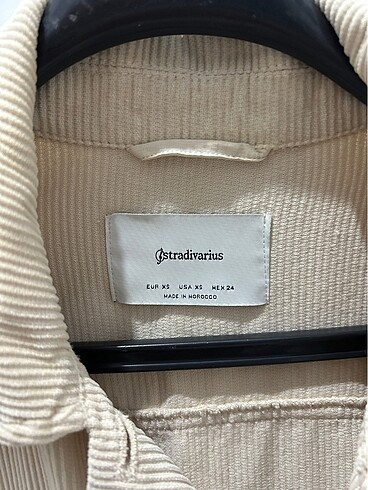 stradivarius
EUR XS USA XS MEX 24
MADE IN MOROCCO